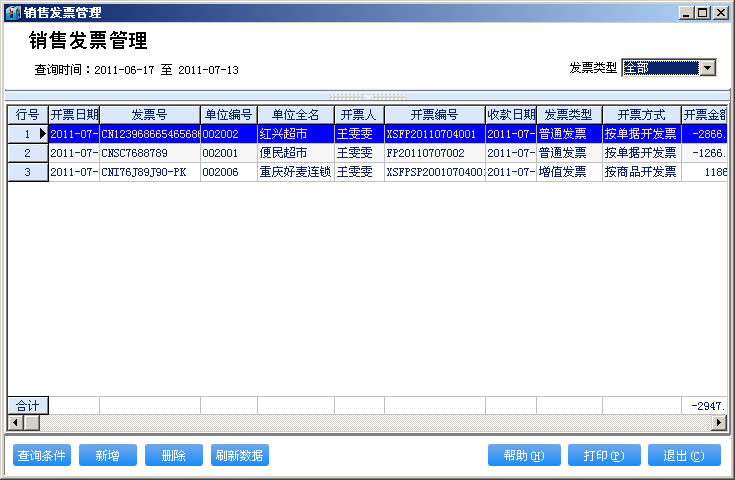 销售发票管理
销售发票管理
查询时间：2011-06-17 至 2011-07-13
发票类型 全部
行号 开票日期 发票号 单位编号 单位全名 开票人 开票编号 收款日期 发票类型 开票方式 开票金额
1 2011-07- CN12396866546568 002002 红兴超市 王雯雯 XSFP20110704001 2011-07- 普通发票 按单据开发票 -2866.
2 2011-07- CNSC7688789 002001 便民超市 王雯雯 FP20110707002 2011-07- 普通发票 按单据开发票 -1266.
3 2011-07- CNI76J89J90-PK 002006 重庆好麦连锁 王雯雯 XSFPSP2001070400 2011-07- 增值发票 按商品开发票 1186
合计 -2947.
查询条件 新增 删除 刷新数据 帮助(H) 打印(P) 退出(C)